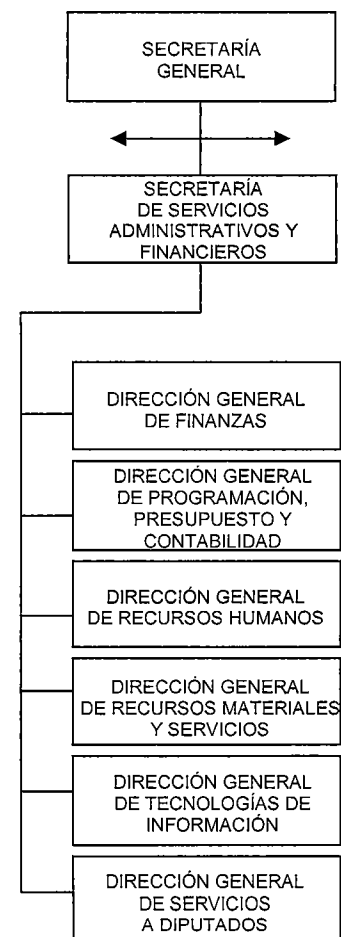 SECRETARÍA
GENERAL
SECRETARÍA
DE SERVICIOS
ADMINISTRATIVOS Y
FINANCIEROS
DIRECCIÓN GENERAL
DE FINANZAS
DIRECCIÓN GENERAL
DE PROGRAMACIÓN,
PRESUPUESTO Y
CONTABILIDAD
DIRECCIÓN GENERAL
DE RECURSOS HUMANOS
DIRECCIÓN GENERAL
DE RECURSOS MATERIALES
Y SERVICIOS
DIRECCIÓN GENERAL
DE TECNOLOGÍAS DE
INFORMACIÓN
DIRECCIÓN GENERAL
DE SERVICIOS
A DIPUTADOS